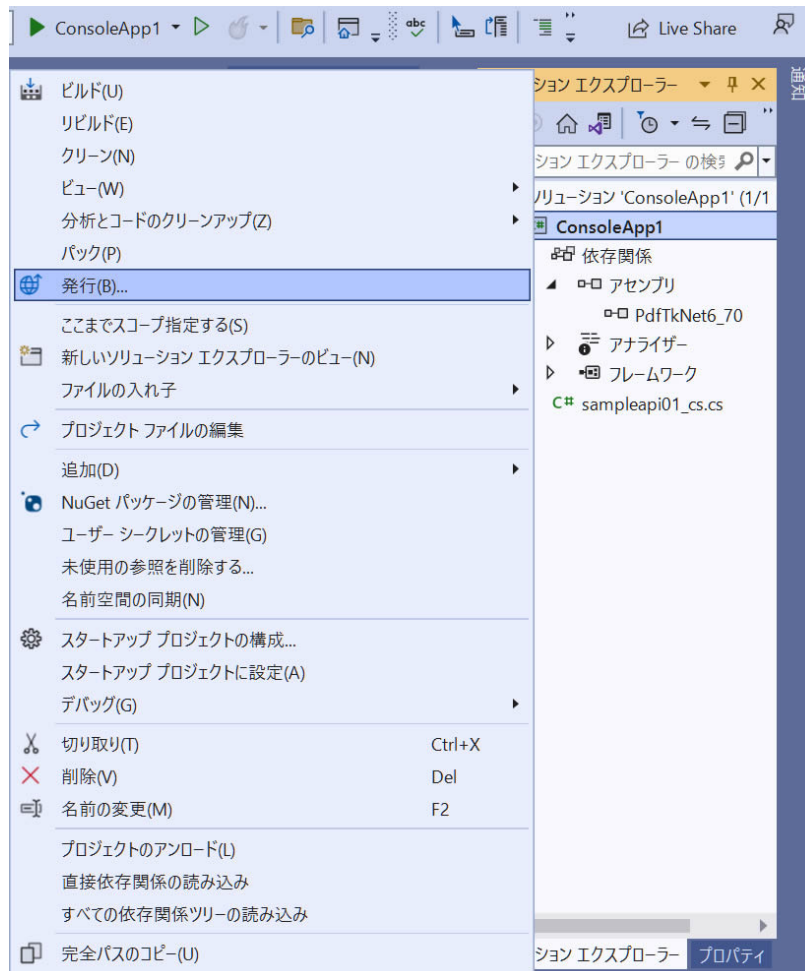 ConsoleApp1
abc
Live Share
ビルド(U)
リビルド(E)
クリーン(N)
ビュー(W)
分析とコードのクリーンアップ(Z)
パック(P)
発行(B)...
ここまでスコープ指定する(S)
新しいソリューション エクスプローラーのビュー(N)
ファイルの入れ子
プロジェクト ファイルの編集
追加(D)
NuGet パッケージの管理(N)...
ユーザー シークレットの管理(G)
未使用の参照を削除する...
名前空間の同期(N)
スタートアップ プロジェクトの構成...
スタートアップ プロジェクトに設定(A)
デバッグ(G)
切り取り(T) Ctrl+X
削除(V) Del
名前の変更(M) F2
プロジェクトのアンロード(L)
直接依存関係の読み込み
すべての依存関係ツリーの読み込み
完全パスのコピー(U)
ション エクスプローラー
ション エクスプローラー の検
リューション 'ConsoleApp1' (1/1
ConsoleApp1
依存関係
アセンブリ
PdfTkNet6_70
アナライザー
フレームワーク
C# sampleapi01_cs.cs
ション エクスプローラー プロパティ
通知